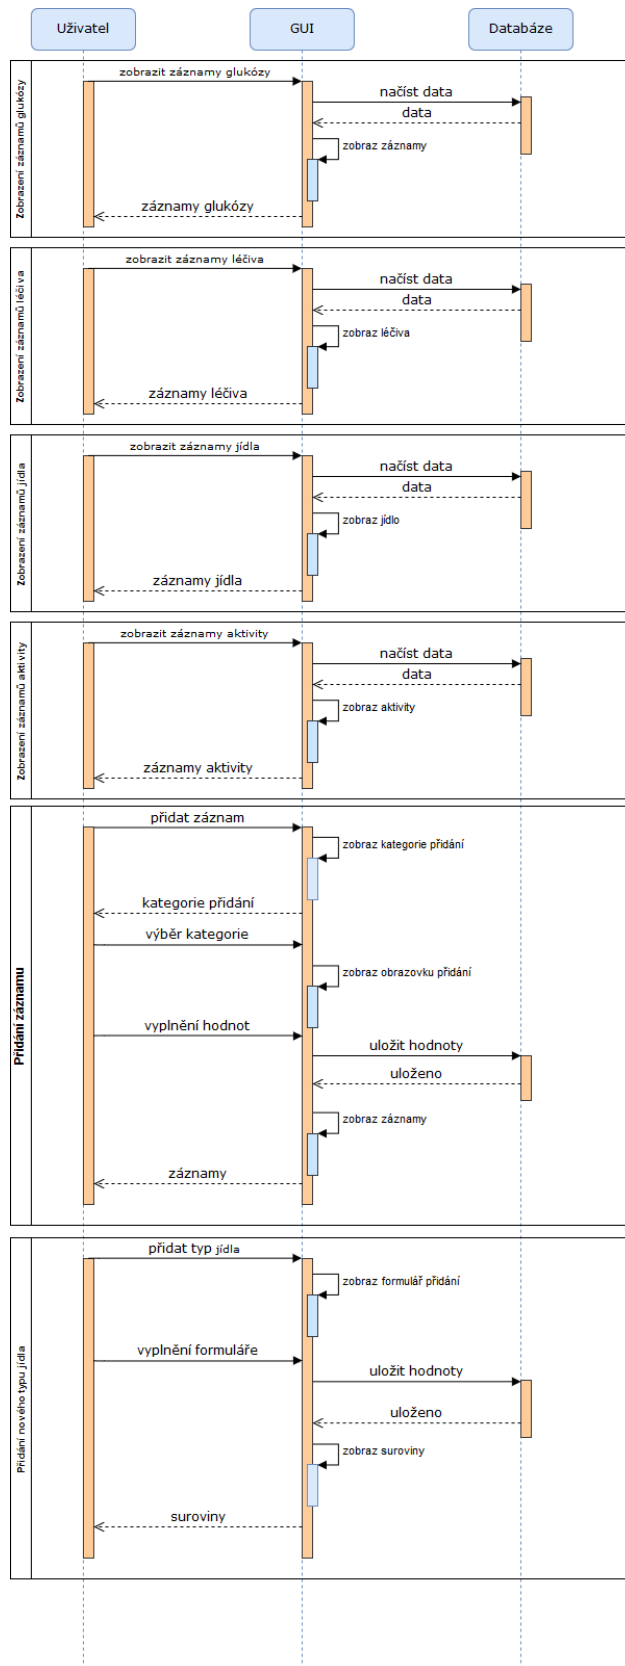 Uživatel
GUI
Databáze
Zobrazení záznamů glukózy
zobrazit záznamy glukózy
načíst data
data
zobraz záznamy
záznamy glukózy
Zobrazení záznamů léčiva
zobrazit záznamy léčiva
načíst data
data
zobraz léčiva
záznamy léčiva
Zobrazení záznamů jídla
zobrazit záznamy jídla
načíst data
data
zobraz jídlo
záznamy jídla
Zobrazení záznamů aktivity
zobrazit záznamy aktivity
načíst data
data
zobraz aktivity
záznamy aktivity
Přidání záznamu
přidat záznam
zobraz kategorie přidání
kategorie přidání
výběr kategorie
zobraz obrazovku přidání
vyplnění hodnot
uložit hodnoty
uloženo
zobraz záznamy
záznamy
Přidání nového typu jídla
přidat typ jídla
zobraz formulář přidání
vyplnění formuláře
uložit hodnoty
uloženo
zobraz suroviny
suroviny